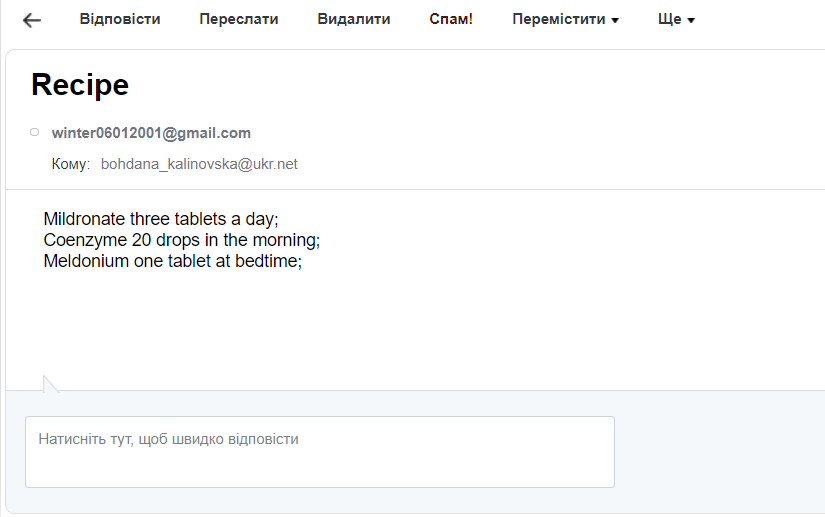 Відповісти Переслати Видалити Спам! Перемістити Ще
Recipe
winter06012001@gmail.com
Кому: bohdana_kalinovska@ukr.net
Mildronate three tablets a day;
Coenzyme 20 drops in the morning;
Meldonium one tablet at bedtime;
Натисніть тут, щоб швидко відповісти